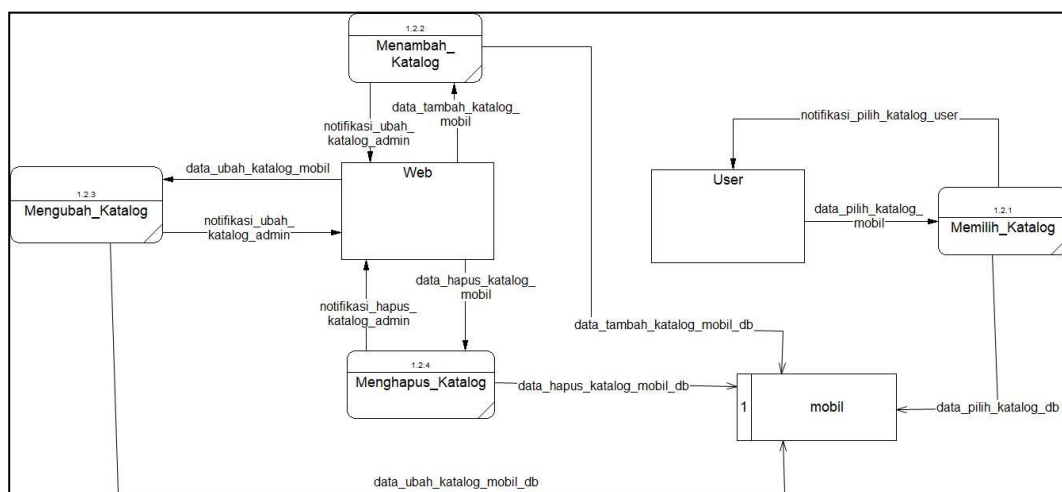 1.2.2
Menambah_
Katalog
data_tambah_katalog_
mobil
notifikasi_ubah_
katalog_admin
notifikasi_pilih_katalog_user
data_ubah_katalog_mobil
Web
User
1.2.3
Mengubah_Katalog
notifikasi_ubah_
katalog_admin
data_pilih_katalog_
mobil
1.2.1
Memilih_Katalog
data_hapus_katalog_
mobil
notifikasi_hapus_
katalog_admin
data_tambah_katalog_mobil_db
1.2.4
Menghapus_Katalog
data_hapus_katalog_mobil_db
1
mobil
data_pilih_katalog_db
data_ubah_katalog_mobil_db